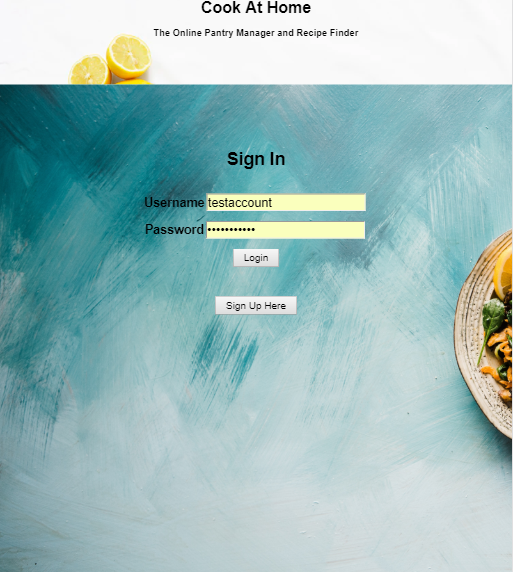 Cook At Home
The Online Pantry Manager and Recipe Finder
Sign In
Username testaccount
Password •••••••••••
Login
Sign Up Here